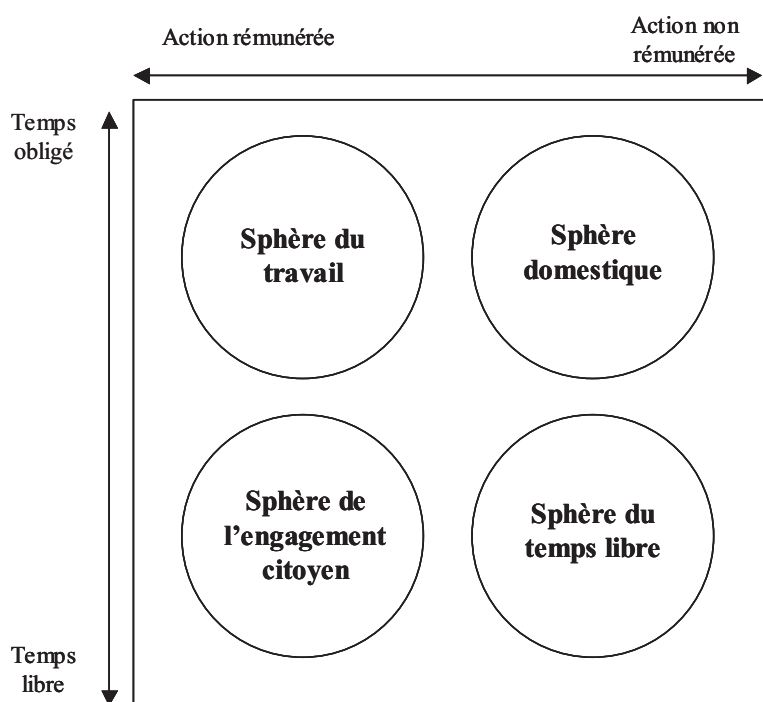 Action rémunérée
Action non
rémunérée
Temps
obligé
Sphère du
travail
Sphère
domestique
Sphère de
l'engagement
citoyen
Sphère du
temps libre
Temps
libre